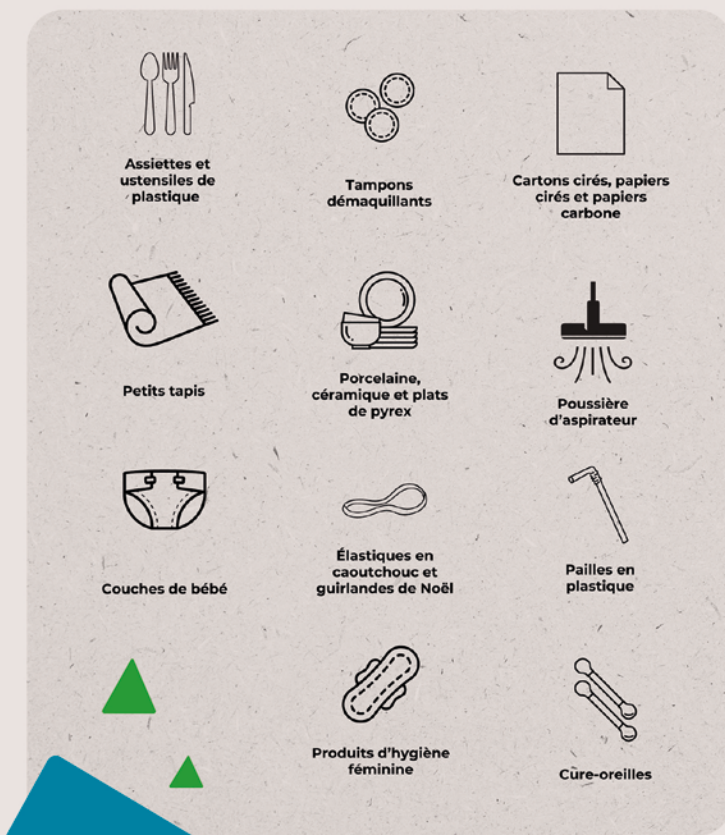 Assiettes et
ustensiles de
plastique
Tampons
démaquillants
Cartons cirés, papiers
cirés et papiers
carbone
Petits tapis
Porcelaine,
céramique et plats
de pyrex
Poussière
d'aspirateur
Couches de bébé
Élastiques en
caoutchouc et
guirlandes de Noël
Pailles en
plastique
Produits d'hygiène
féminine
Cure-oreilles